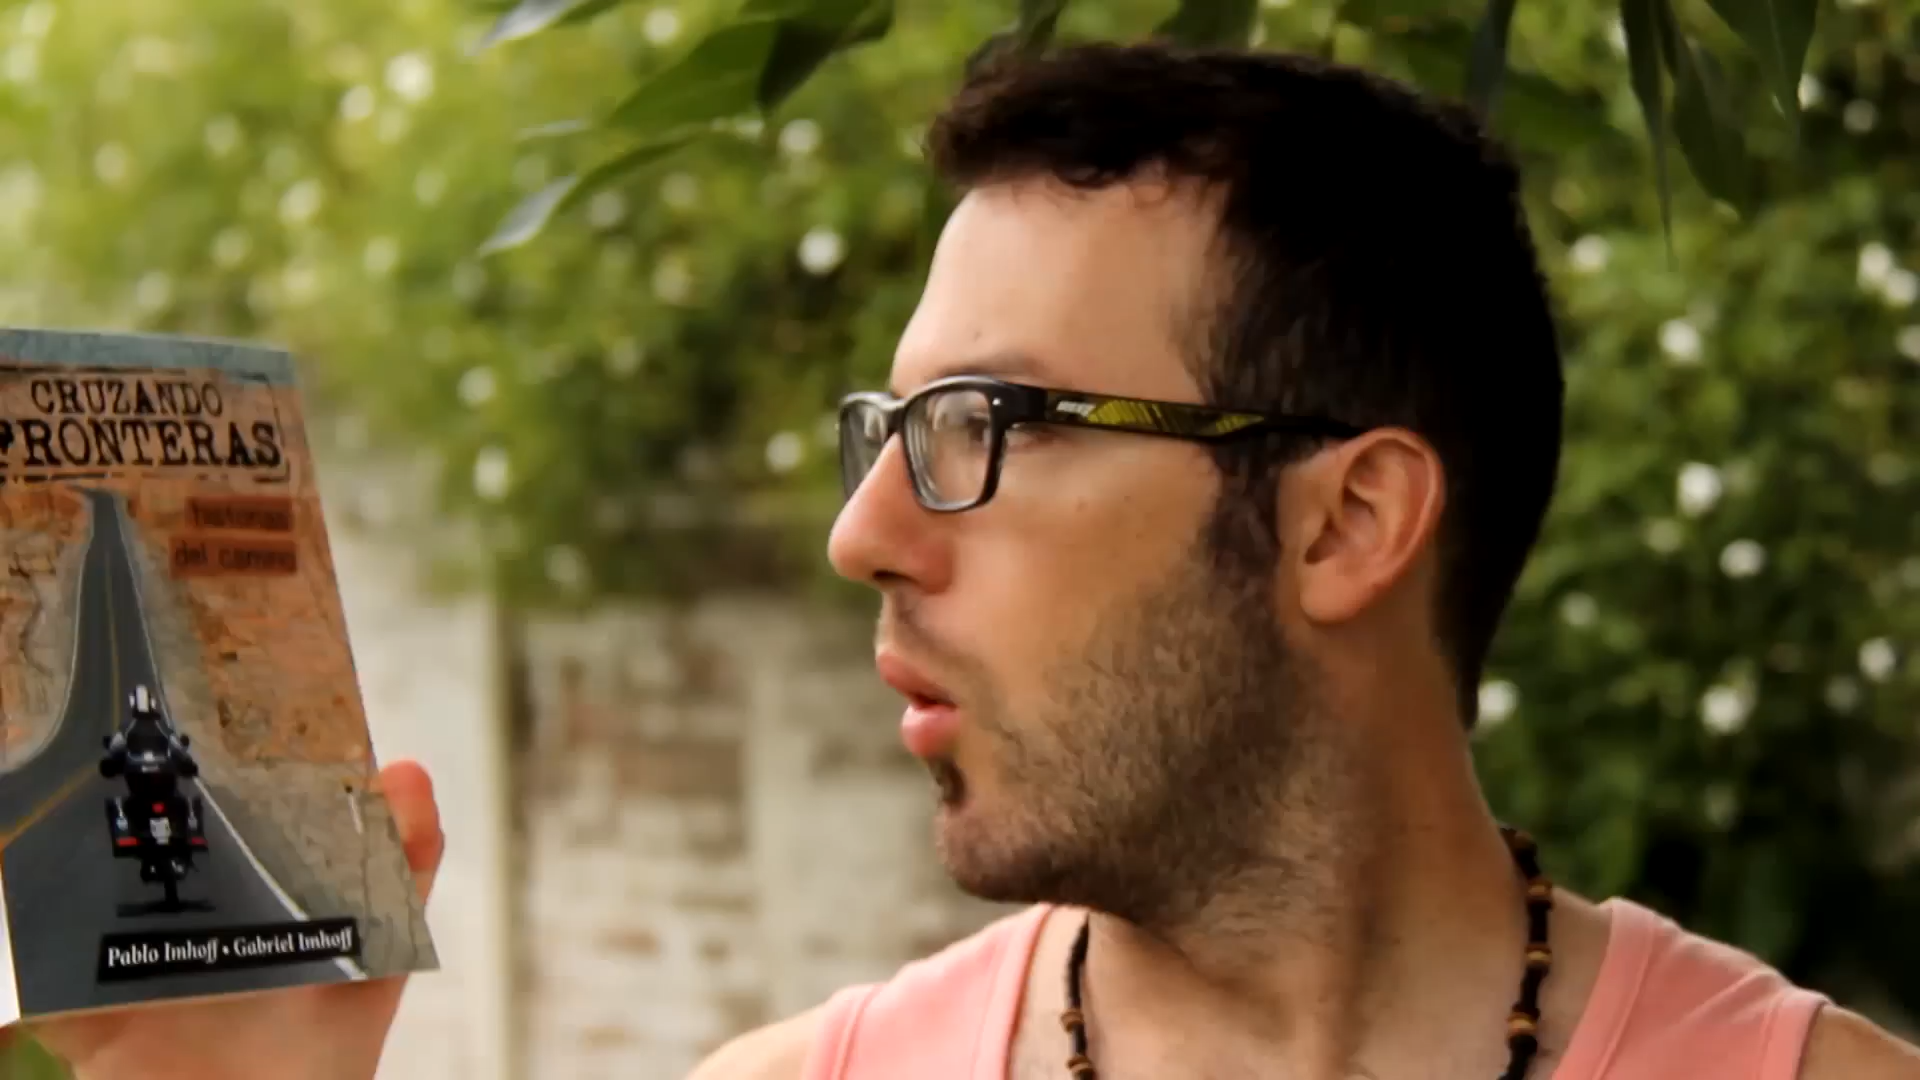 CRUZANDO
FRONTERAS
historias
del camino
Pablo Imhoff • Gabriel Imhoff